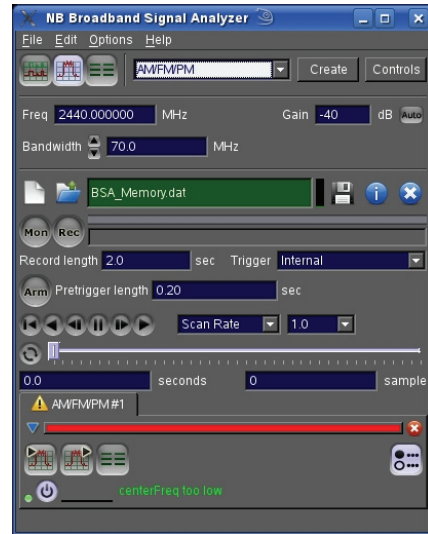 NB Broadband Signal Analyzer
File Edit Options Help
AM/FM/PM Create Controls
Freq 2440.000000 MHz Gain -40 dB Auto
Bandwidth 70.0 MHz
BSA_Memory.dat
Mon Rec
Record length 2.0 sec Trigger Internal
Arm Pretrigger length 0.20 sec
Scan Rate 1.0
0.0 seconds 0 sample
AM/FM/PM #1
centerFreq too low